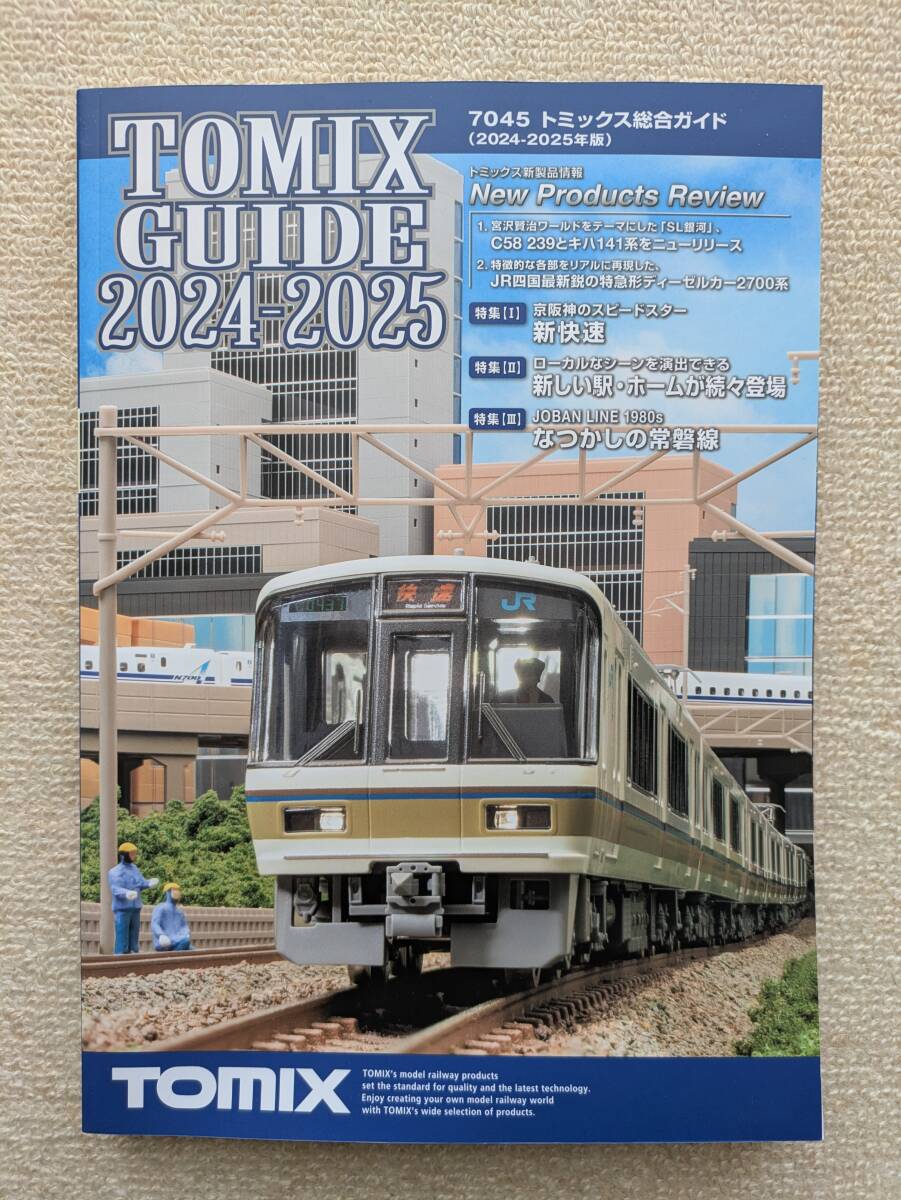 TOMIX
GUIDE
2024-2025
7045 トミックス総合ガイド
(2024-2025年版)
トミックス新製品情報
New Products Review
1. 宮沢賢治ワールドをテーマにした「SL銀河」、
C58 239とキハ141系をニューリリース
2. 特徴的な各部をリアルに再現した、
JR四国最新鋭の特急形ディーゼルカー2700系
特集【Ⅰ】 京阪神のスピードスター
新快速
特集【Ⅱ】 ローカルなシーンを演出できる
新しい駅・ホームが続々登場
特集【Ⅲ】 JOBAN LINE 1980s
なつかしの常磐線
快速
Rapid Service
JR
N700
TOMIX
TOMIX's model railway products
set the standard for quality and the latest technology.
Enjoy creating your own model railway world
with TOMIX's wide selection of products.